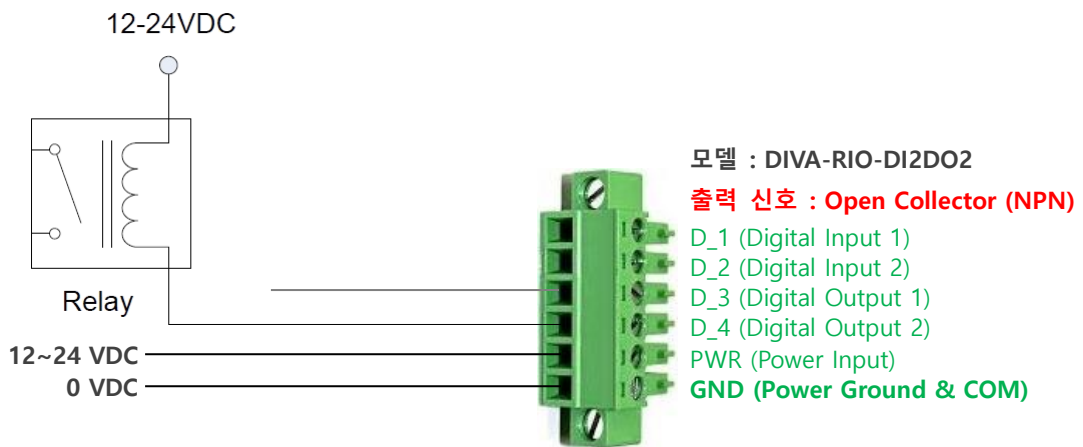 12-24VDC
모델 : DIVA-RIO-DI2DO2
출력 신호 : Open Collector (NPN)
D_1 (Digital Input 1)
D_2 (Digital Input 2)
D_3 (Digital Output 1)
Relay
D_4 (Digital Output 2)
12~24 VDC
PWR (Power Input)
0 VDC
GND (Power Ground & COM)